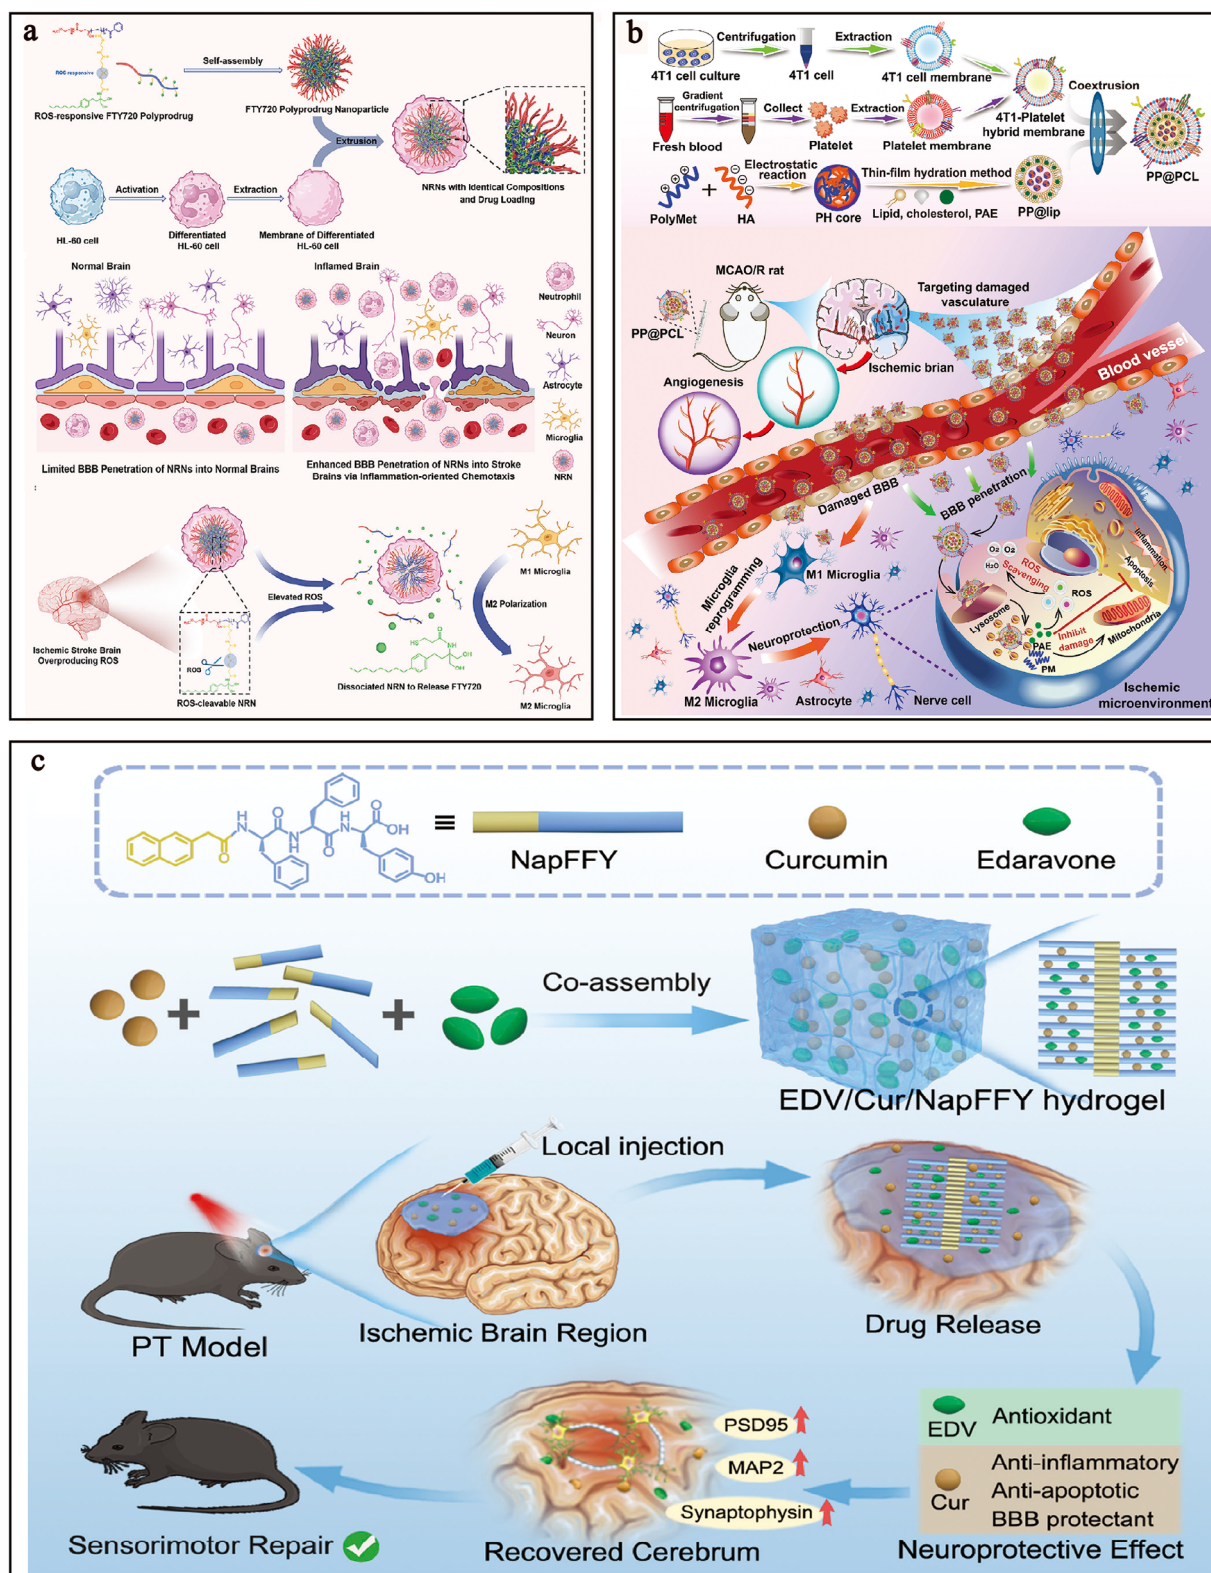 a
ROS-responsive
ROS-responsive FTY720 Polyprodrug
Self-assembly
FTY720 Polyprodrug Nanoparticle
Extrusion
NRNs with Identical Compositions
and Drug Loading
HL-60 cell
Activation
Differentiated
HL-60 cell
Extraction
Membrane of Differentiated
HL-60 cell
Normal Brain
Inflamed Brain
Neutrophil
Neuron
Astrocyte
Microglia
NRN
Limited BBB Penetration of NRNs into Normal Brains
Enhanced BBB Penetration of NRNs into Stroke
Brains via Inflammation-oriented Chemotaxis
Ischemic Stroke Brain
Overproducing ROS
ROS
ROS-cleavable NRN
Elevated ROS
Dissociated NRN to Release FTY720
M1 Microglia
M2 Polarization
M2 Microglia
b
4T1 cell culture
Centrifugation
4T1 cell
Extraction
4T1 cell membrane
Fresh blood
Gradient
centrifugation
Collect
Platelet
Extraction
Platelet membrane
4T1-Platelet
hybrid membrane
Coextrusion
PP@PCL
PolyMet
+
HA
Electrostatic
reaction
PH core
Thin-film hydration method
Lipid, cholesterol, PAE
PP@lip
MCAO/R rat
PP@PCL
Targeting damaged
vasculature
Ischemic brian
Angiogenesis
Blood vessel
Damaged BBB
BBB penetration
Microglia
reprogramming
M1 Microglia
M2 Microglia
Neuroprotection
Astrocyte
Nerve cell
O₂ O₂
H₂O
ROS
Scavenging
ROS
Lysosome
PAE
PM
Inhibit
damage
Mitochondria
Inflammation
Apoptosis
Ischemic
microenvironment
c
H
N
O
N
H
O
H
N
O
O
OH
OH
≡
NapFFY
Curcumin
Edaravone
+
+
Co-assembly
EDV/Cur/NapFFY hydrogel
PT Model
Local injection
Ischemic Brain Region
Drug Release
EDV Antioxidant
Cur
Anti-inflammatory
Anti-apoptotic
BBB protectant
Neuroprotective Effect
PSD95
MAP2
Synaptophysin
Recovered Cerebrum
Sensorimotor Repair